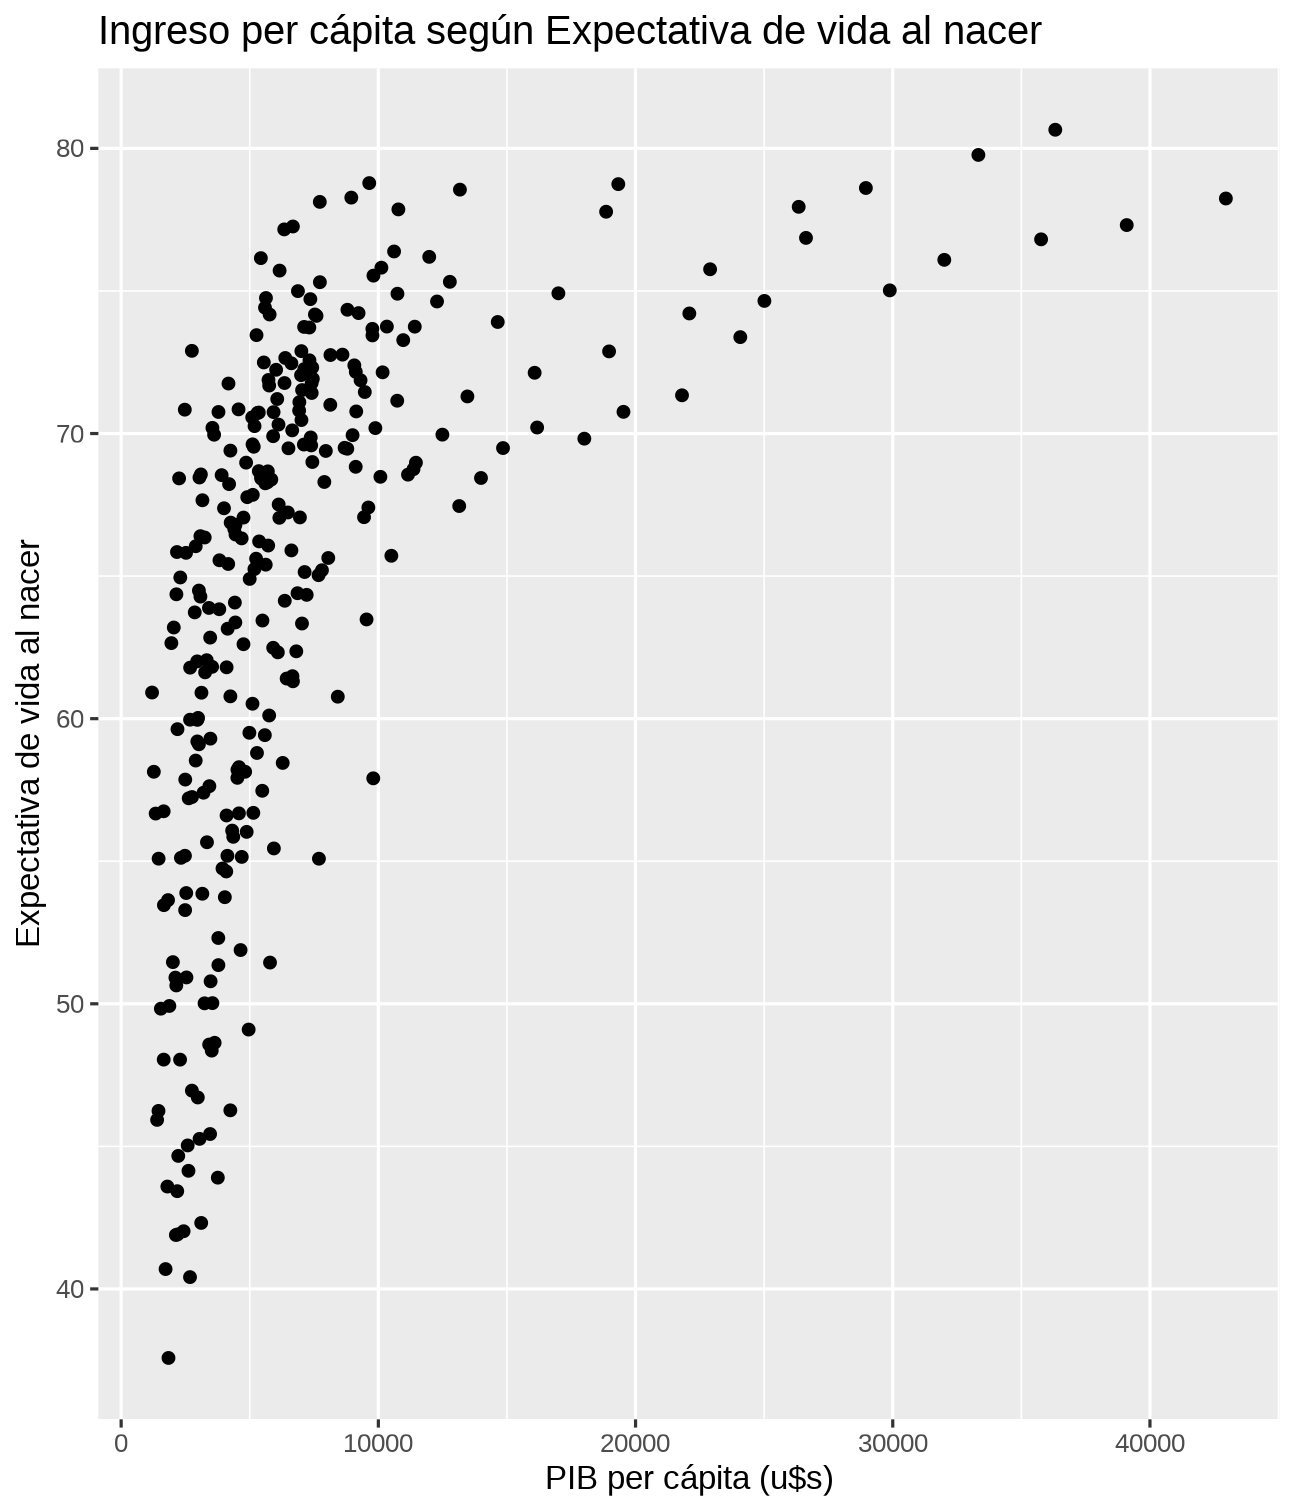 Ingreso per cápita según Expectativa de vida al nacer
Expectativa de vida al nacer
80
70
60
50
40
0 10000 20000 30000 40000
PIB per cápita (u$s)